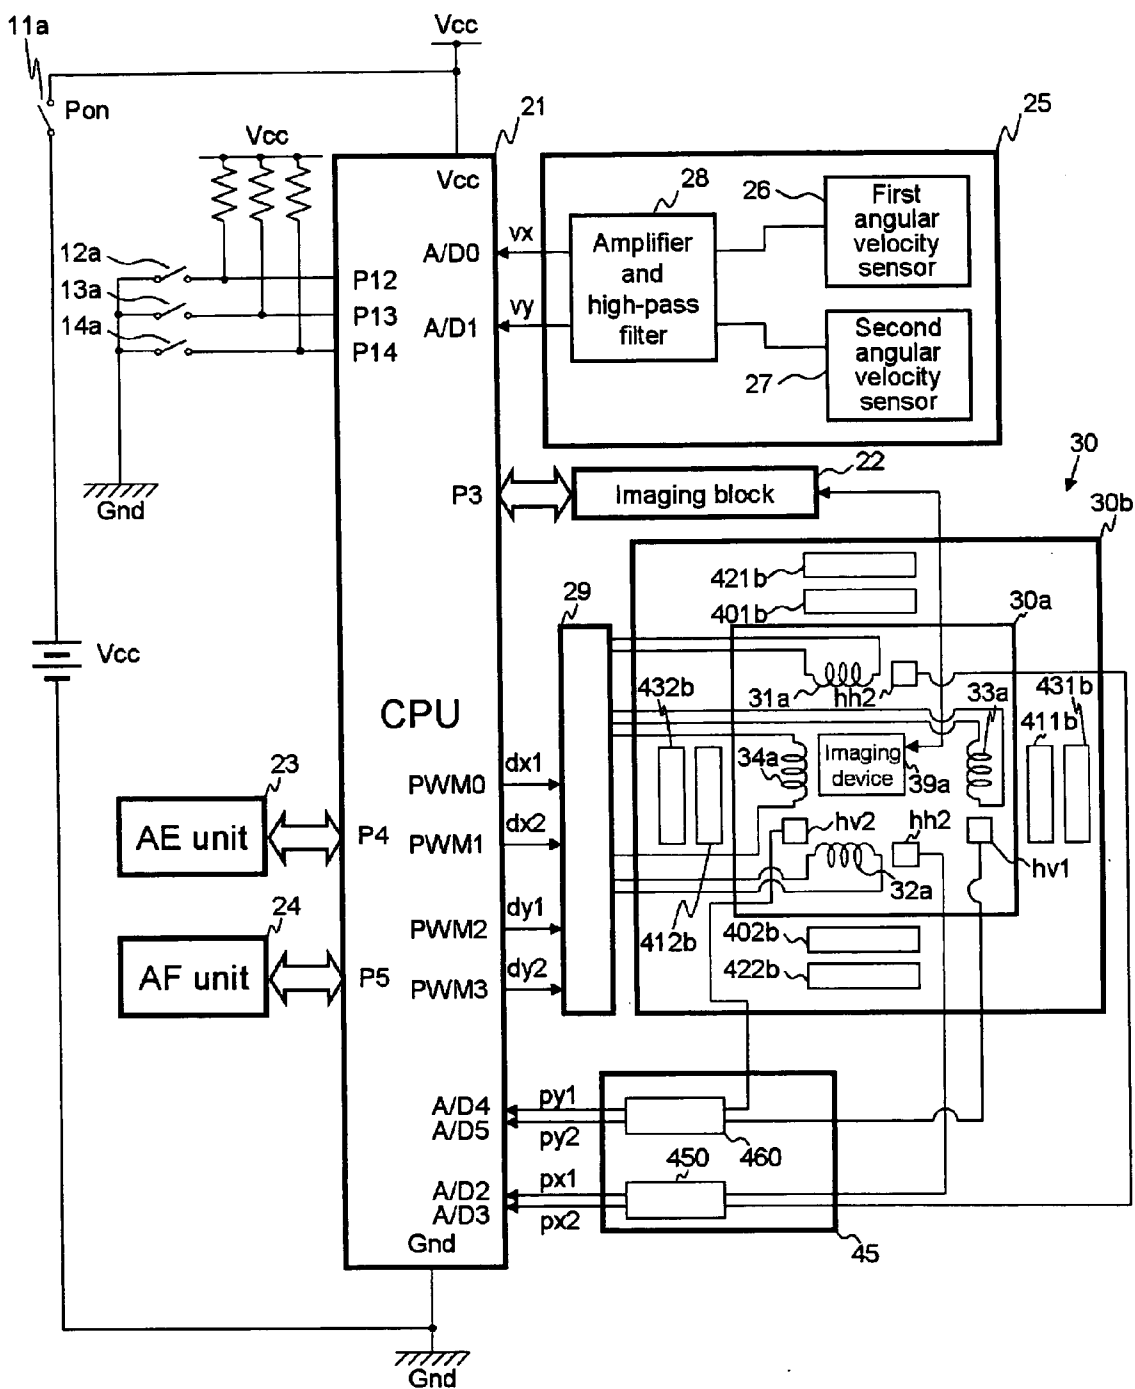 11a
Vcc
Pon
21
25
Vcc
Vcc
28
26
First
angular
velocity
sensor
vx
A/D0
Amplifier
and
high-pass
filter
12a
P12
13a
P13
vy
A/D1
14a
P14
Second
angular
velocity
sensor
27
30
22
P3
Imaging block
Gnd
30b
421b
29
401b
30a
Vcc
432b
31a
hh2
33a
431b
411b
CPU
34a
Imaging
device
39a
dx1
PWM0
23
AE unit
P4
dx2
PWM1
hv2
hh2
hv1
32a
24
dy1
PWM2
412b
402b
AF unit
P5
dy2
PWM3
422b
A/D4
py1
A/D5
py2
460
450
A/D2
px1
A/D3
px2
Gnd
45
Gnd